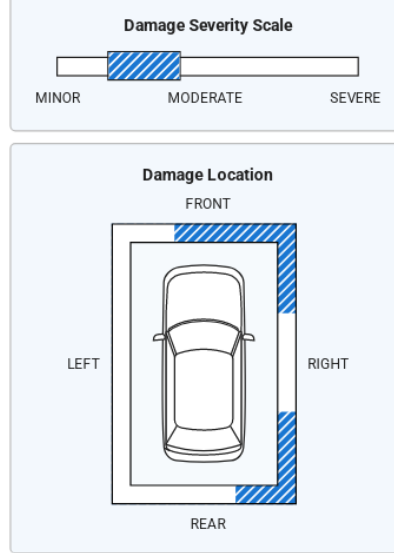 Damage Severity Scale
MINOR MODERATE SEVERE
Damage Location
FRONT
LEFT RIGHT
REAR